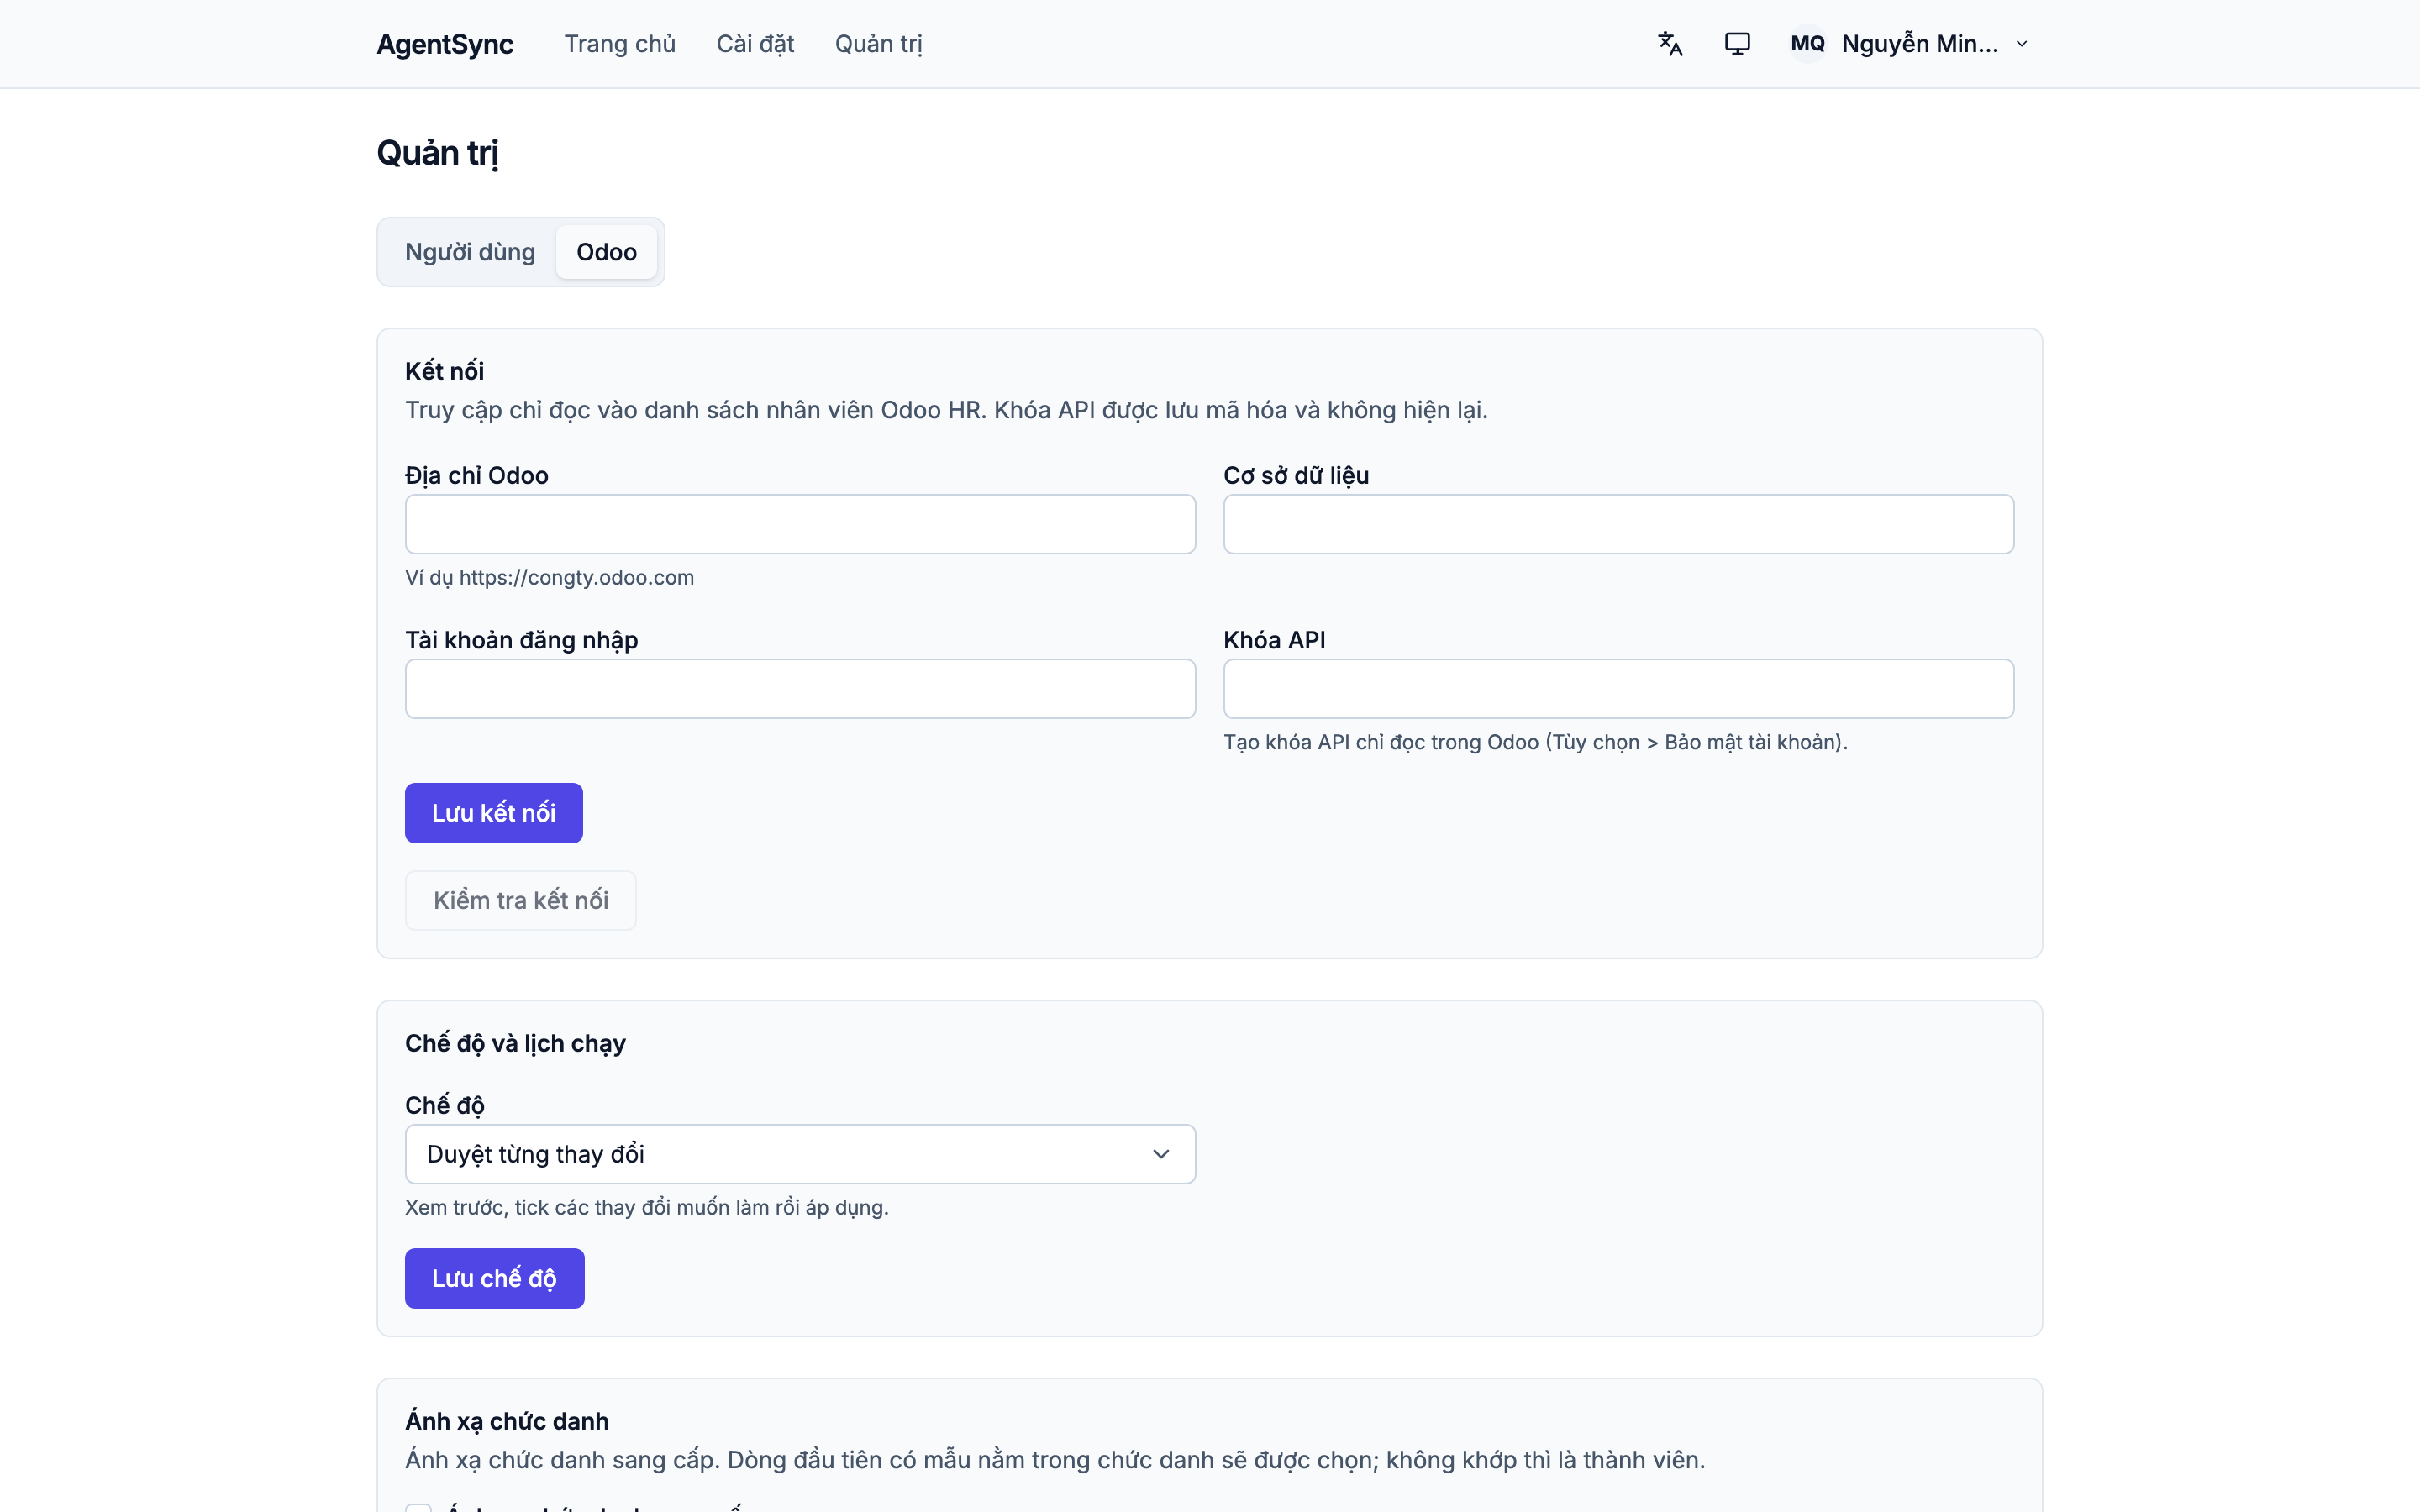 AgentSync
Trang chủ
Cài đặt
Quản trị
MQ
Nguyễn Min...
Quản trị
Người dùng
Odoo
Kết nối
Truy cập chỉ đọc vào danh sách nhân viên Odoo HR. Khóa API được lưu mã hóa và không hiện lại.
Địa chỉ Odoo
Cơ sở dữ liệu
Ví dụ https://congty.odoo.com
Tài khoản đăng nhập
Khóa API
Tạo khóa API chỉ đọc trong Odoo (Tùy chọn > Bảo mật tài khoản).
Lưu kết nối
Kiểm tra kết nối
Chế độ và lịch chạy
Chế độ
Duyệt từng thay đổi
Xem trước, tick các thay đổi muốn làm rồi áp dụng.
Lưu chế độ
Ánh xạ chức danh
Ánh xạ chức danh sang cấp. Dòng đầu tiên có mẫu nằm trong chức danh sẽ được chọn; không khớp thì là thành viên.